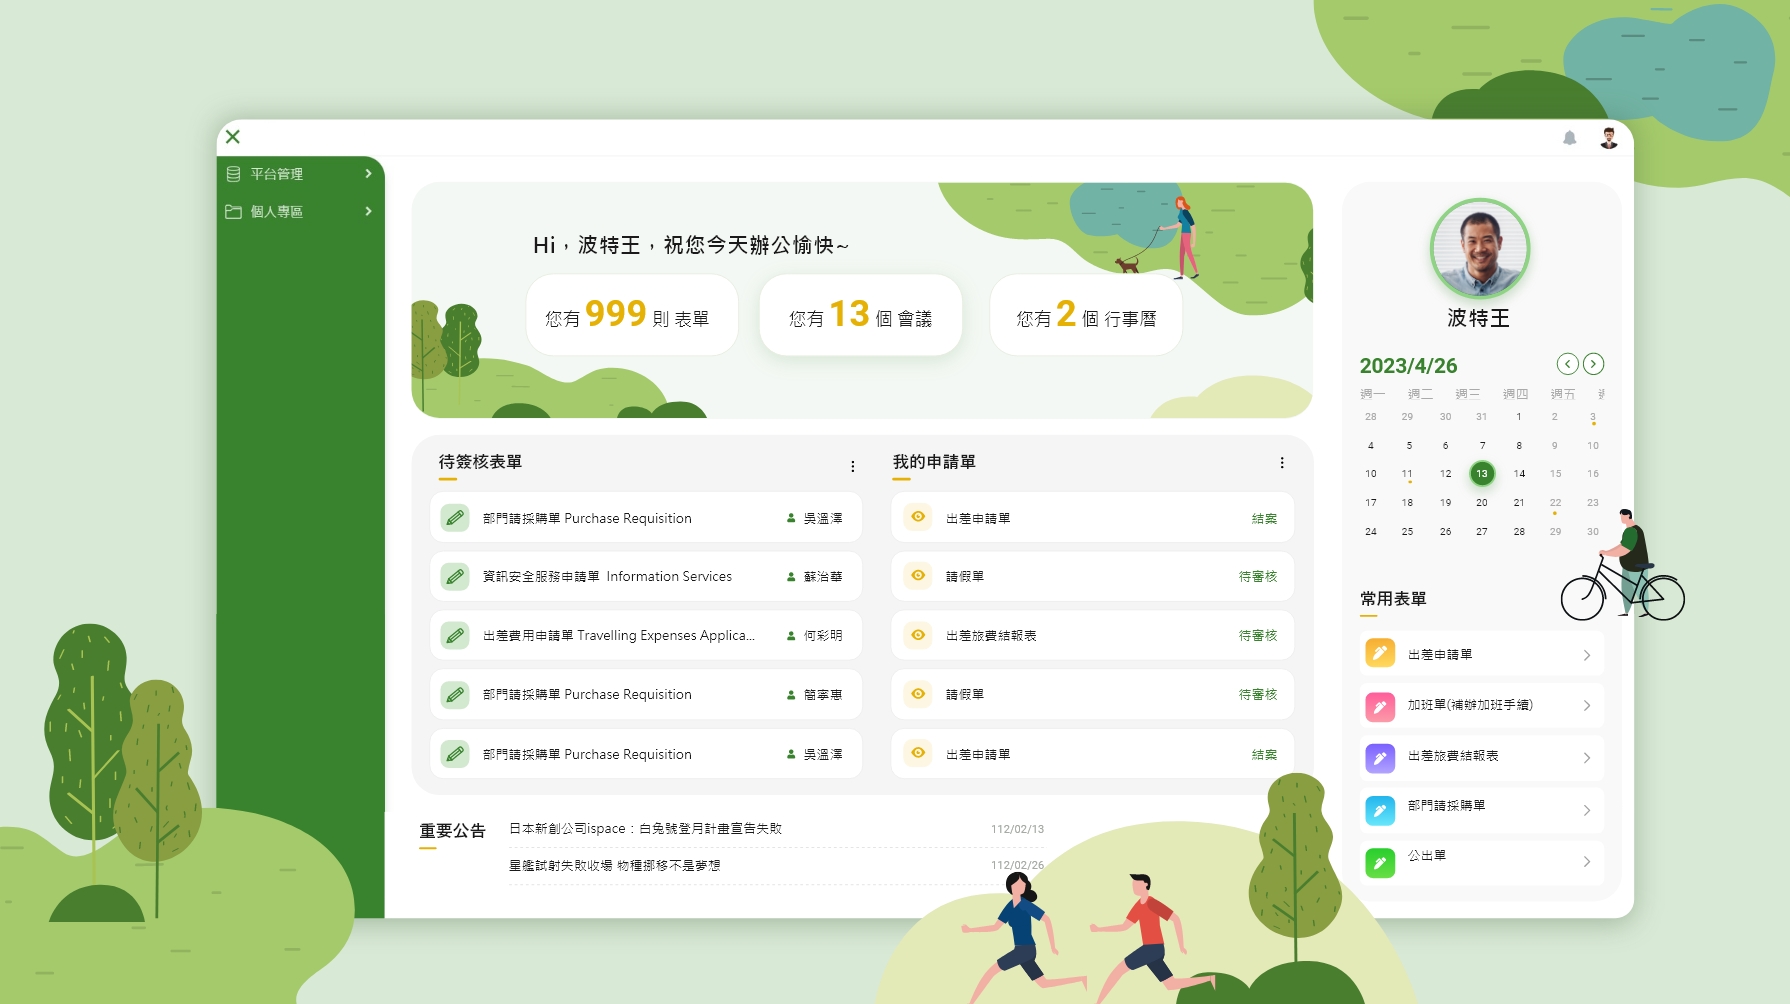 平台管理
個人專區
Hi，波特王，祝您今天辦公愉快~
您有 999 則 表單
您有 13 個 會議
您有 2 個 行事曆
待簽核表單
部門請採購單 Purchase Requisition 吳溫澤
資訊安全服務申請單 Information Services 蘇治華
出差費用申請單 Travelling Expenses Applica... 何彩明
部門請採購單 Purchase Requisition 簡寧惠
部門請採購單 Purchase Requisition 吳溫澤
我的申請單
出差申請單 結案
請假單 待審核
出差旅費結報表 待審核
請假單 待審核
出差申請單 結案
重要公告
日本新創公司ispace：白兔號登月計畫宣告失敗 112/02/13
星艦試射失敗收場 物種挪移不是夢想 112/02/26
波特王
2023/4/26
週一 週二 週三 週四 週五
28 29 30 31 1 2 3
4 5 6 7 8 9 10
10 11 12 13 14 15 16
17 18 19 20 21 22 23
24 25 26 27 28 29 30
常用表單
出差申請單
加班單(補辦加班手續)
出差旅費結報表
部門請採購單
公出單